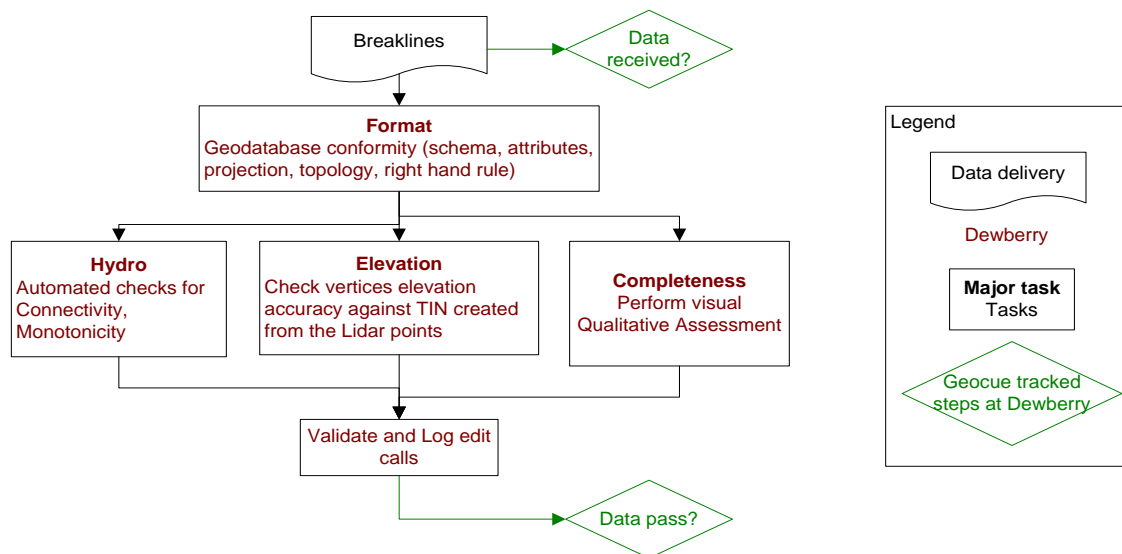 Breaklines
Data
received?
Format
Geodatabase conformity (schema, attributes,
projection, topology, right hand rule)
Hydro
Automated checks for
Connectivity,
Monotonicity
Elevation
Check vertices elevation
accuracy against TIN created
from the Lidar points
Completeness
Perform visual
Qualitative Assessment
Validate and Log edit
calls
Data pass?
Legend
Data delivery
Dewberry
Major task
Tasks
Geocue tracked
steps at Dewberry